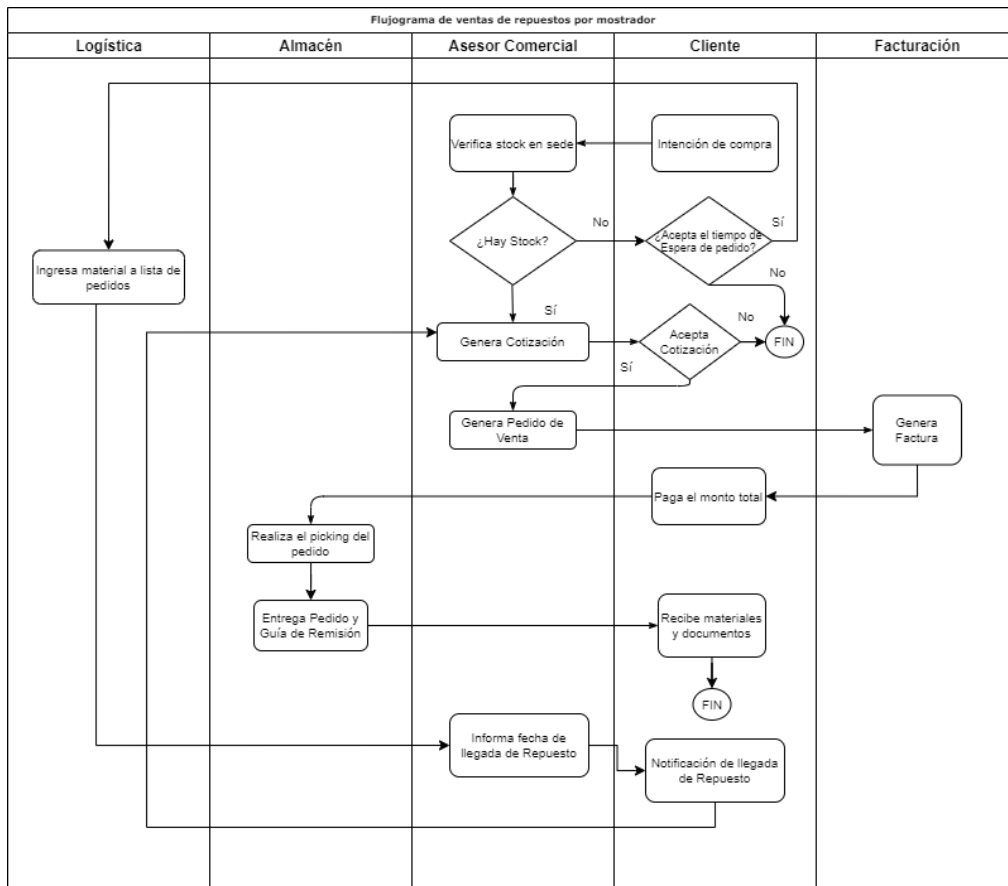 Flujograma de ventas de repuestos por mostrador
Logística
Almacén
Asesor Comercial
Cliente
Facturación
Verifica stock en sede
Intención de compra
¿Hay Stock?
No
¿Acepta el tiempo de
Espera de pedido?
Sí
Ingresa material a lista de
pedidos
No
Sí
Genera Cotización
Acepta
Cotización
No
FIN
Sí
Genera Pedido de
Venta
Genera
Factura
Paga el monto total
Realiza el picking del
pedido
Entrega Pedido y
Guía de Remisión
Recibe materiales
y documentos
FIN
Informa fecha de
llegada de Repuesto
Notificación de llegada
de Repuesto